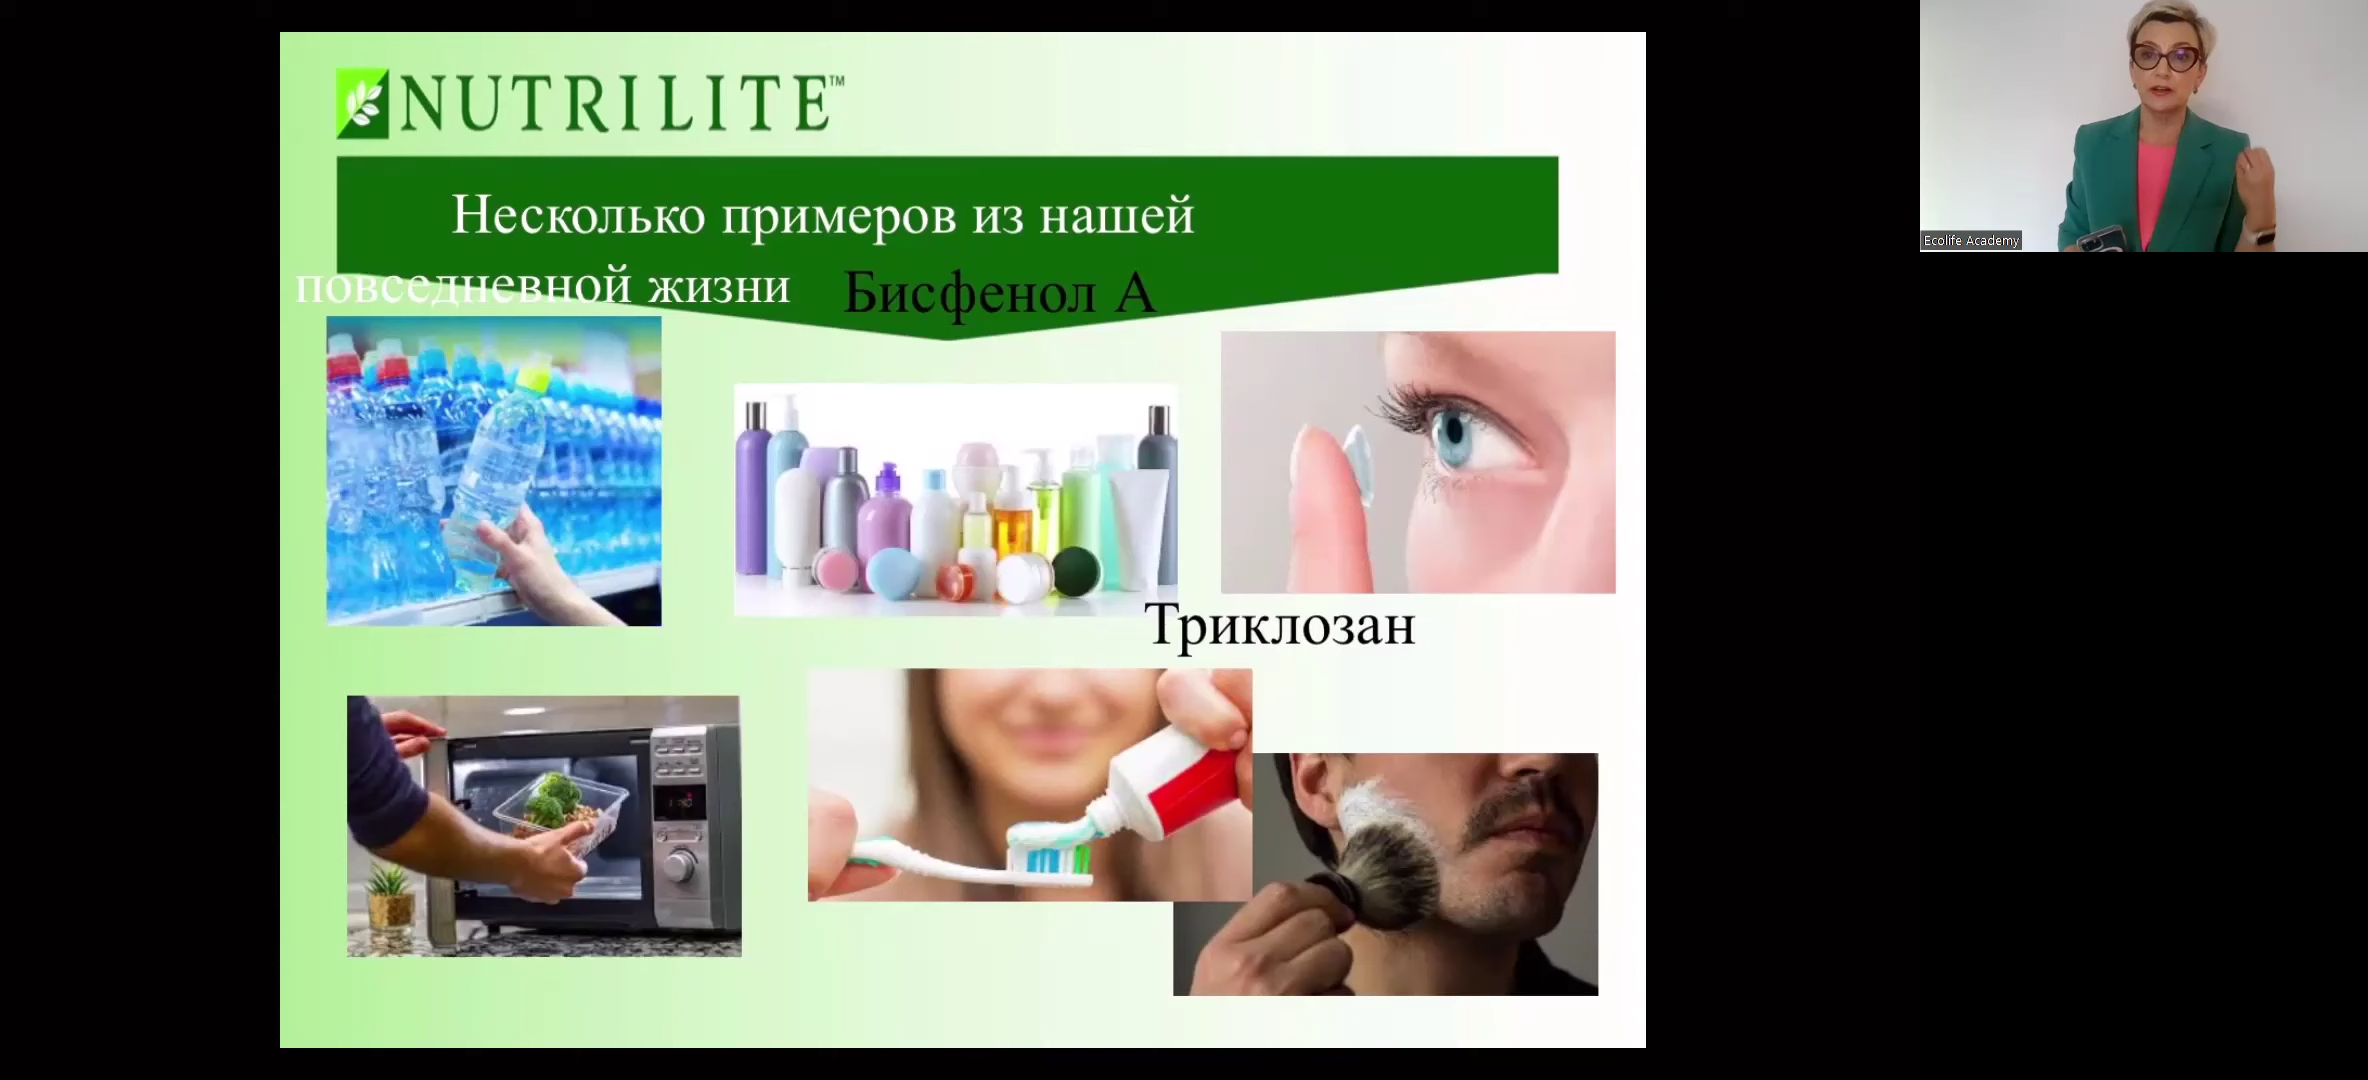 NUTRILITE™
Несколько примеров из нашей
повседневной жизни
Бисфенол А
Триклозан
Ecolife Academy